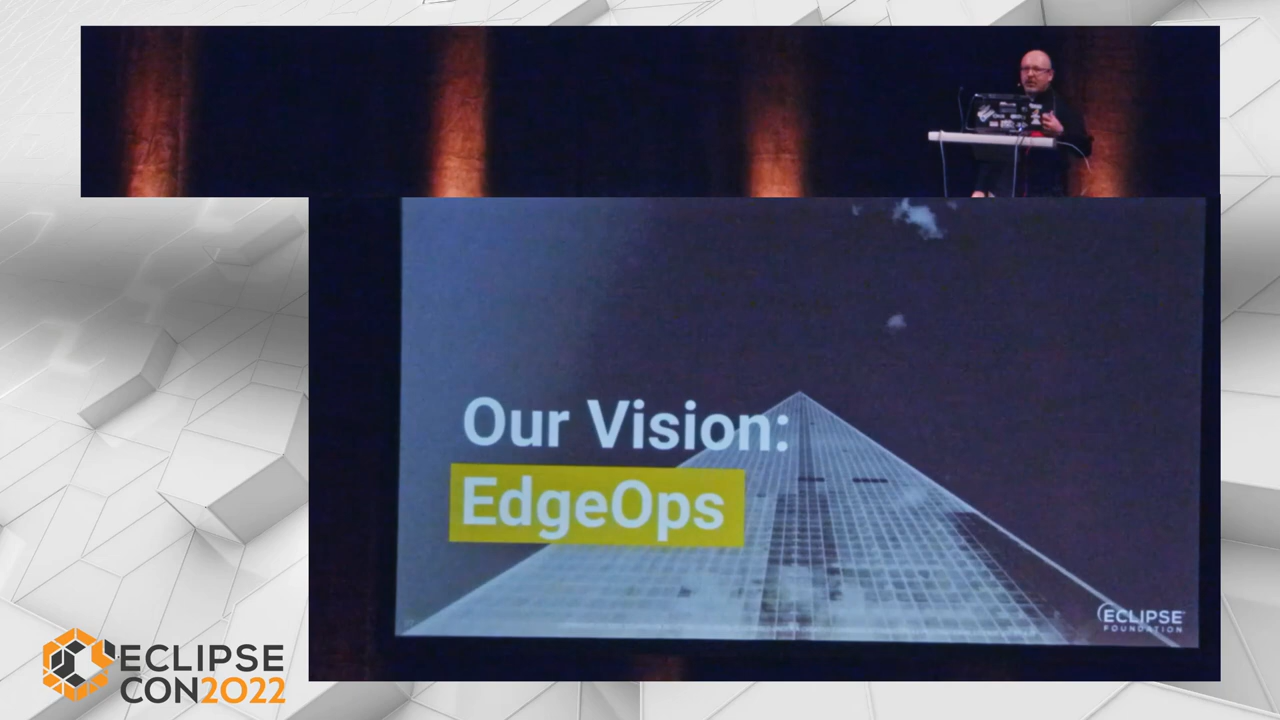 Our Vision:
EdgeOps
ECLIPSE
FOUNDATION
ECLIPSE
CON2022